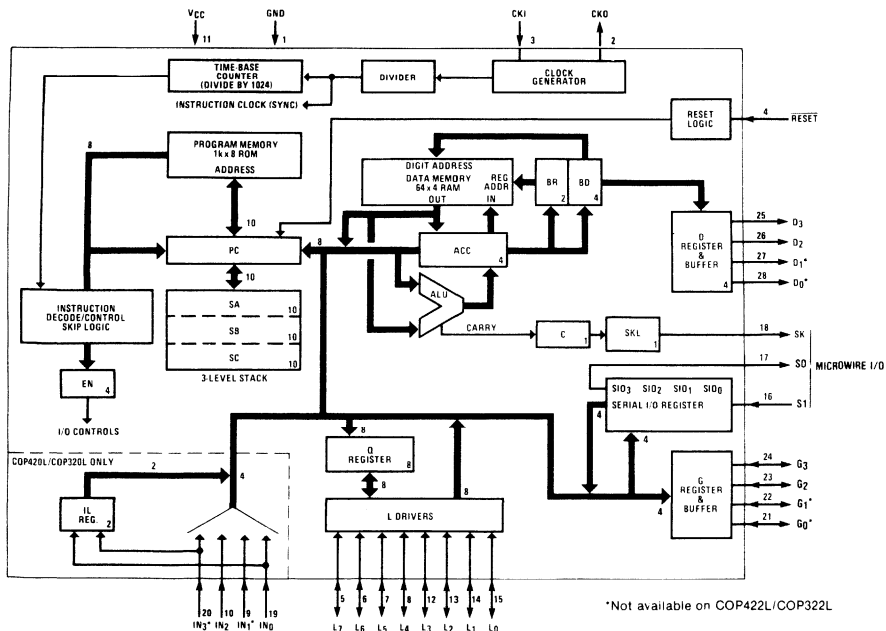 VCC GND CKI CKO
11 1 3 2
TIME-BASE
COUNTER
(DIVIDE BY 1024)
DIVIDER
CLOCK
GENERATOR
INSTRUCTION CLOCK (SYNC)
RESET
LOGIC
4
RESET
8
PROGRAM MEMORY
1k x 8 ROM
ADDRESS
10
DIGIT ADDRESS
DATA MEMORY
64 x 4 RAM
OUT
REG
ADDR
IN
BR
2
BD
4
PC
8
ACC
4
10
D
REGISTER
&
BUFFER
4
25 D3
26 D2
27 D1*
28 D0*
INSTRUCTION
DECODE/CONTROL
SKIP LOGIC
SA
10
SB
10
SC
10
3-LEVEL STACK
ALU
CARRY
C
1
SKL
1
18 SK
17 SO
MICROWIRE I/O
16 S1
EN
4
I/O CONTROLS
SIO3 SIO2 SIO1 SIO0
SERIAL I/O REGISTER
4
4
COP420L/COP320L ONLY
2
4
IL
REG.
2
8
Q
REGISTER
8
8
8
L DRIVERS
4
G
REGISTER
&
BUFFER
24 G3
23 G2
22 G1*
21 G0*
20 10 9 19
IN3* IN2 IN1* IN0
5 6 7 8 12 13 14 15
L7 L6 L5 L4 L3 L2 L1 L0
*Not available on COP422L/COP322L